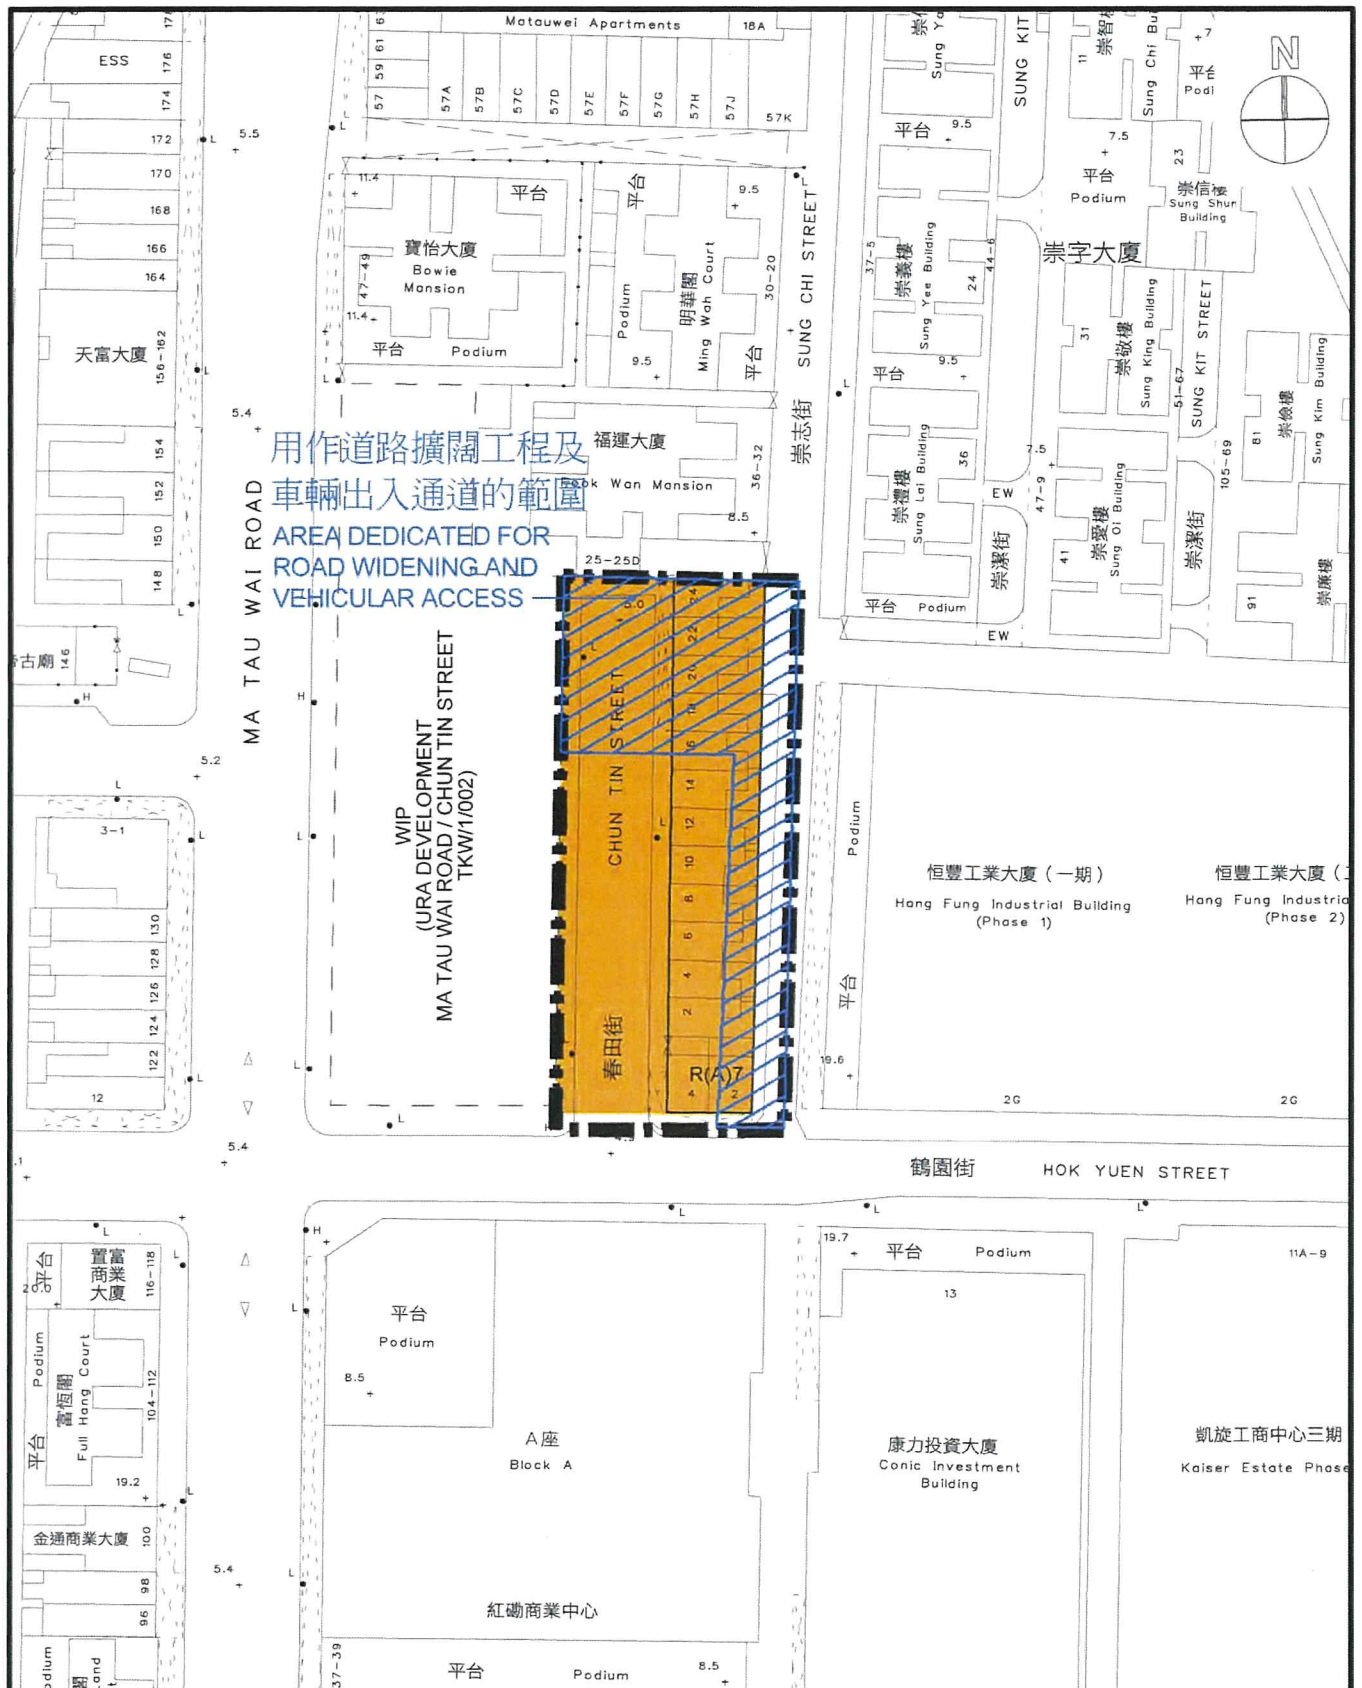 Matauwei Apartments
18A
ESS
176
174
172
170
168
166
164
天富大廈
156-162
154
152
150
148
146
61
59
57
57A
57B
57C
57D
57E
57F
57G
57H
57J
57K
5.5
L
11.4
平台
寶怡大廈
Bowie
Mansion
47-49
11.4
平台 Podium
平台
Podium
9.5
明華閣
Ming Wah Court
30-20
9.5
平台
SUNG CHI STREET
崇志街
平台 9.5
37-5
崇義樓
Sung Yee Building
24
44-6
9.5
平台
SUNG KIT
11
Sung Chi Bui
7.5
平台
Podium
23
崇信樓
Sung Shun
Building
崇字大廈
31
崇敬樓
Sung King Building
51-67
SUNG KIT STREET
81
崇儉樓
Sung Kim Building
105-69
5.4
用作道路擴闊工程及
車輛出入通道的範圍
AREA DEDICATED FOR
ROAD WIDENING AND
VEHICULAR ACCESS
福運大廈
Fook Wan Mansion
36-32
8.5
25-25D
崇禮樓
Sung Lai Building
36
7.5
EW
47-9
崇潔街
41
崇愛樓
Sung Oi Building
崇潔街
91
崇廉樓
平台 Podium
EW
N
MA TAU WAI ROAD
H
5.2
3-1
130
128
126
124
122
12
WIP
(URA DEVELOPMENT
MA TAU WAI ROAD / CHUN TIN STREET
TKW/1/002)
5.0
CHUN TIN STREET
春田街
24
22
20
18
16
14
12
10
8
6
4
2
R(A)7
4
2
Podium
平台
19.6
恒豐工業大廈（一期）
Hang Fung Industrial Building
(Phase 1)
2G
恒豐工業大廈（
Hang Fung Industria
(Phase 2)
2G
5.4
鶴園街 HOK YUEN STREET
平台
置富
商業
大廈
116-118
Podium
平台
富恆閣
Full Hang Court
104-112
19.2
金通商業大廈
100
98
96
5.4
平台
Podium
8.5
A座
Block A
紅磡商業中心
37-39
平台 Podium 8.5
19.7
平台 Podium
13
康力投資大廈
Conic Investment
Building
11A-9
凱旋工商中心三期
Kaiser Estate Phase